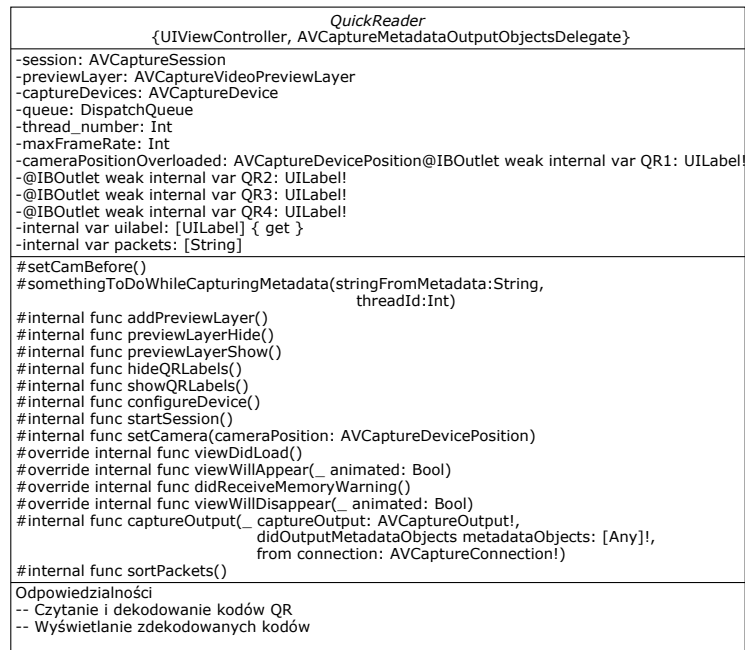 QuickReader
{UIViewController, AVCaptureMetadataOutputObjectsDelegate}
-session: AVCaptureSession
-previewLayer: AVCaptureVideoPreviewLayer
-captureDevices: AVCaptureDevice
-queue: DispatchQueue
-thread_number: Int
-maxFrameRate: Int
-cameraPositionOverloaded: AVCaptureDevicePosition@IBOutlet weak internal var QR1: UILabel!
-@IBOutlet weak internal var QR2: UILabel!
-@IBOutlet weak internal var QR3: UILabel!
-@IBOutlet weak internal var QR4: UILabel!
-internal var uilabel: [UILabel] { get }
-internal var packets: [String]
#setCamBefore()
#somethingToDoWhileCapturingMetadata(stringFromMetadata:String,
threadId:Int)
#internal func addPreviewLayer()
#internal func previewLayerHide()
#internal func previewLayerShow()
#internal func hideQRLabels()
#internal func showQRLabels()
#internal func configureDevice()
#internal func startSession()
#internal func setCamera(cameraPosition: AVCaptureDevicePosition)
#override internal func viewDidLoad()
#override internal func viewWillAppear(_ animated: Bool)
#override internal func didReceiveMemoryWarning()
#override internal func viewWillDisappear(_ animated: Bool)
#internal func captureOutput(_ captureOutput: AVCaptureOutput!,
didOutputMetadataObjects metadataObjects: [Any]!,
from connection: AVCaptureConnection!)
#internal func sortPackets()
Odpowiedzialności
-- Czytanie i dekodowanie kodów QR
-- Wyświetlanie zdekodowanych kodów